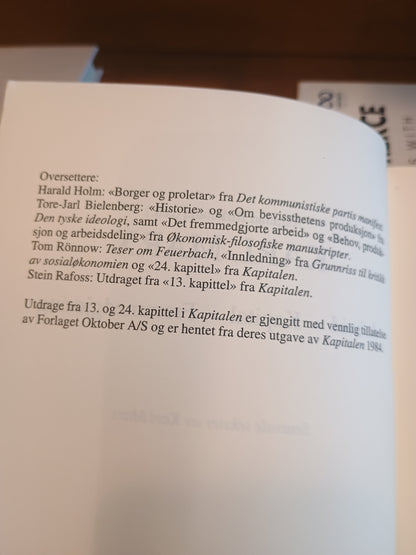 Oversettere:
Harald Holm: «Borger og proletar» fra Det kommunistiske partis manifest.
Tore-Jarl Bielenberg: «Historie» og «Om bevissthetens produksjon» fra
Den tyske ideologi, samt «Det fremmedgjorte arbeid» og «Behov, produk-
sjon og arbeidsdeling» fra Økonomisk-filosofiske manuskripter.
Tom Rönnow: Teser om Feuerbach, «Innledning» fra Grunnriss til kritikk
av sosialøkonomien og «24. kapittel» fra Kapitalen.
Stein Rafoss: Utdraget fra «13. kapittel» fra Kapitalen.
Utdrage fra 13. og 24. kapittel i Kapitalen er gjengitt med vennlig tillatelse
av Forlaget Oktober A/S og er hentet fra deres utgave av Kapitalen 1984.
WITH